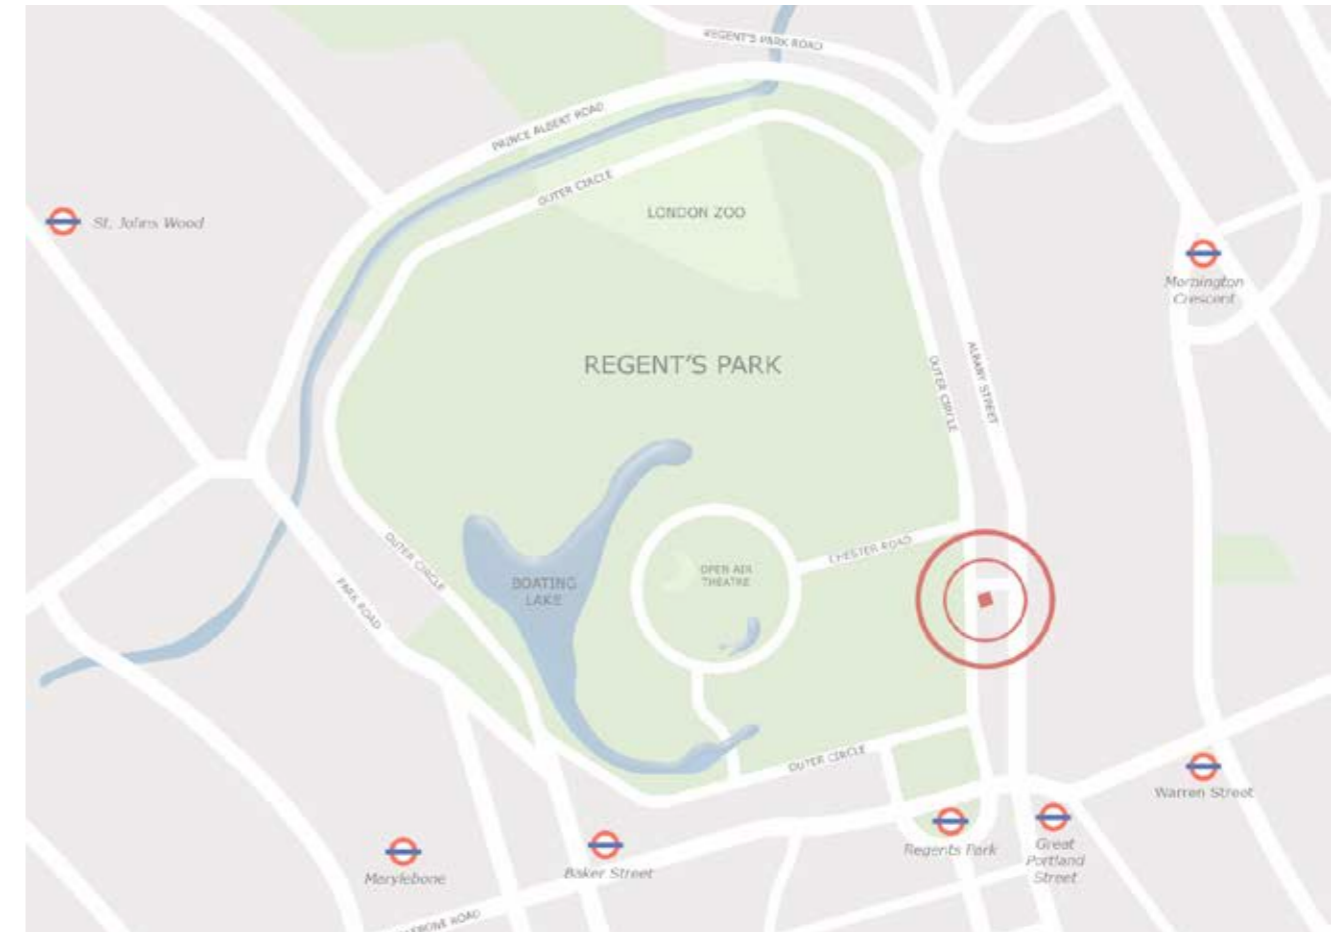 REGENT'S PARK ROAD
PRINCE ALBERT ROAD
OUTER CIRCLE
LONDON ZOO
St. Johns Wood
Mornington
Crescent
REGENT'S PARK
OUTER CIRCLE
ALBANY STREET
CHESTER ROAD
OPEN AIR
THEATRE
BOATING
LAKE
OUTER CIRCLE
PARK ROAD
OUTER CIRCLE
Warren Street
Regents Park
Great
Portland
Street
Marylebone
Baker Street
ROAD